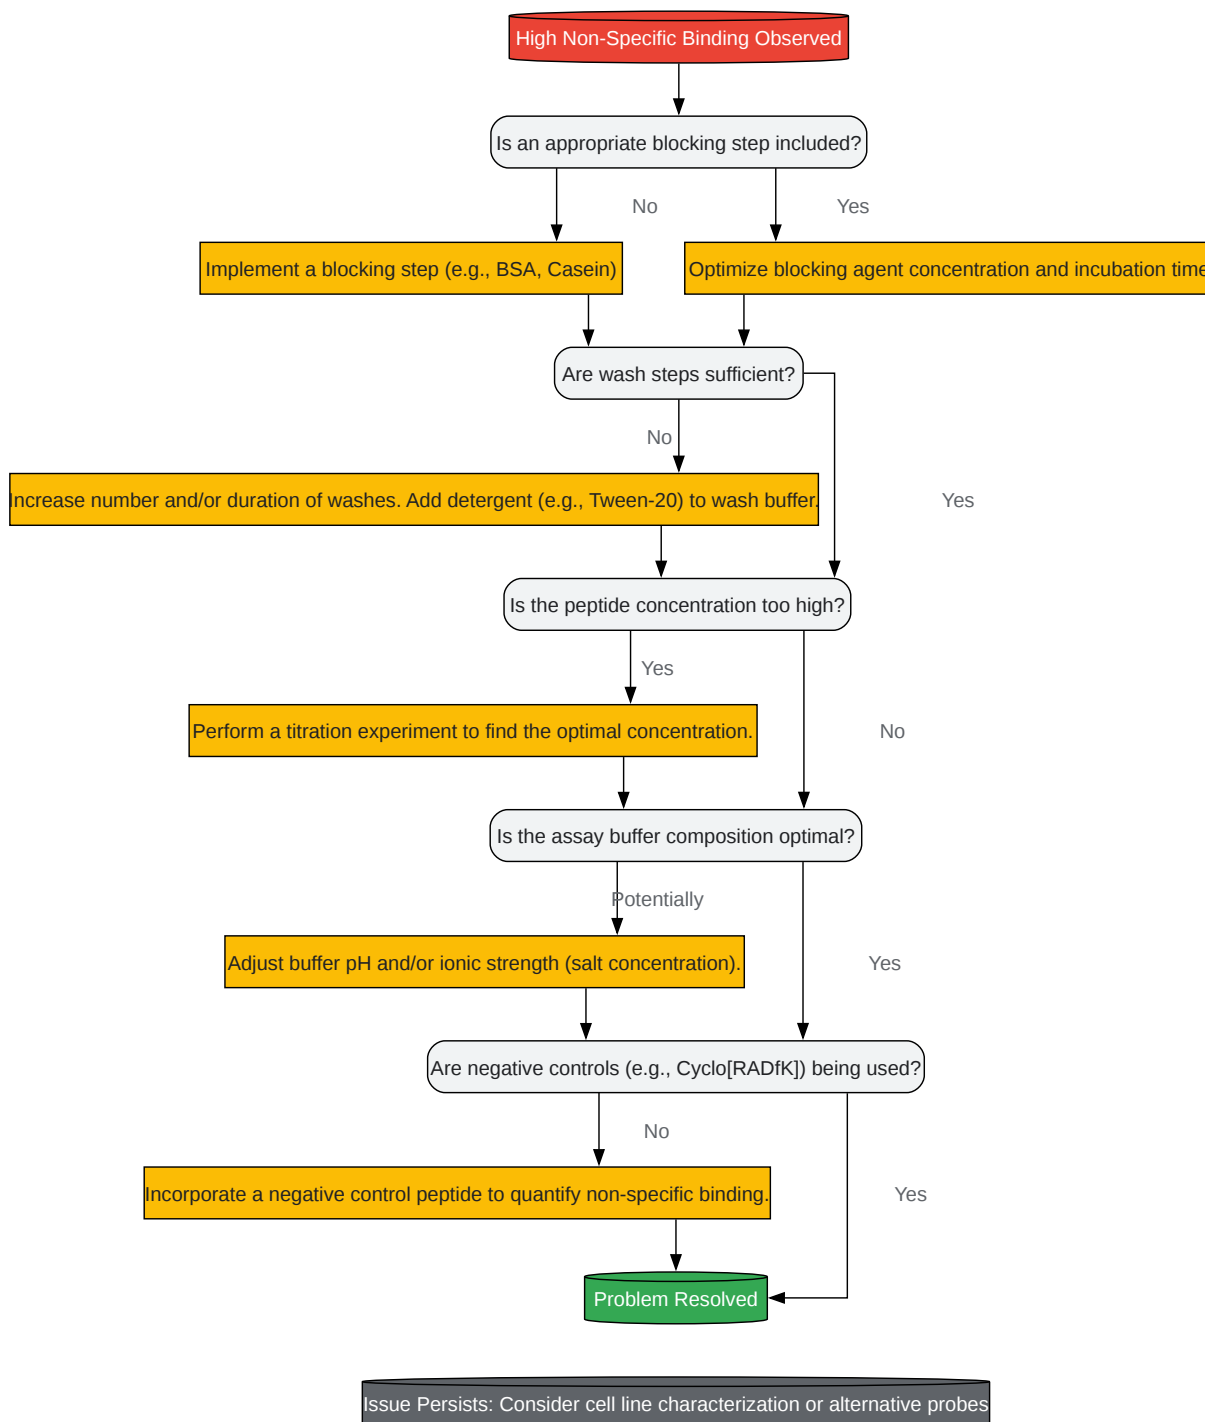 High Non-Specific Binding Observed
Is an appropriate blocking step included?
No
Yes
Implement a blocking step (e.g., BSA, Casein)
Optimize blocking agent concentration and incubation time
Are wash steps sufficient?
No
Increase number and/or duration of washes. Add detergent (e.g., Tween-20) to wash buffer.
Yes
Is the peptide concentration too high?
Yes
Perform a titration experiment to find the optimal concentration.
No
Is the assay buffer composition optimal?
Potentially
Adjust buffer pH and/or ionic strength (salt concentration).
Yes
Are negative controls (e.g., Cyclo[RADfK]) being used?
No
Incorporate a negative control peptide to quantify non-specific binding.
Yes
Problem Resolved
Issue Persists: Consider cell line characterization or alternative probes